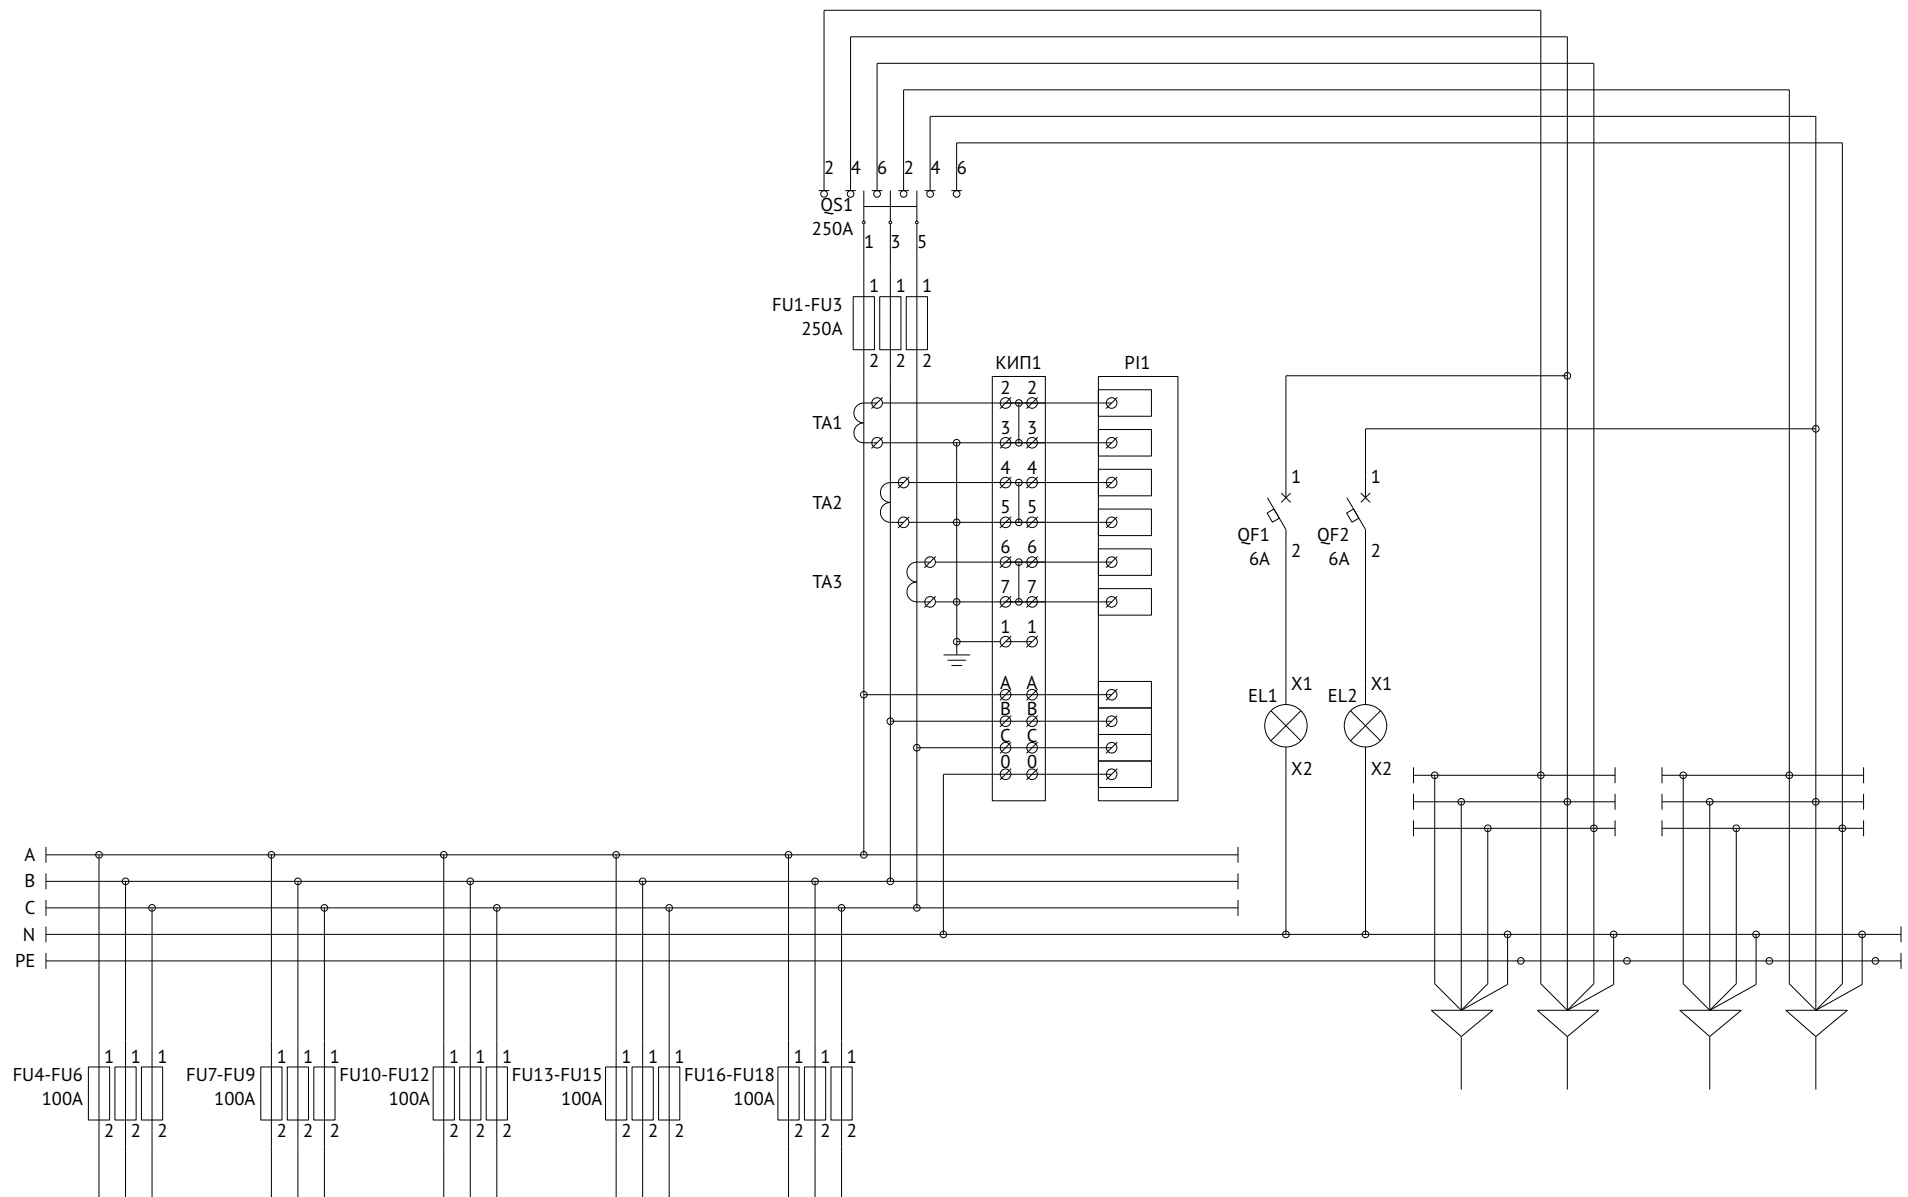 2 4 6 2 4 6
QS1
250A
1 3 5
1 1 1
FU1-FU3
250A
2 2 2
КИП1 PI1
2 2
TA1
3 3
4 4
1 1
TA2
5 5
QF1 QF2
6A 6A
2 2
6 6
TA3
7 7
1 1
A A
X1 X1
EL1 EL2
B B
C C
0 0
X2 X2
A
B
C
N
PE
1 1 1 1 1 1 1 1 1 1 1 1 1 1 1
FU4-FU6 FU7-FU9 FU10-FU12 FU13-FU15 FU16-FU18
100A 100A 100A 100A 100A
2 2 2 2 2 2 2 2 2 2 2 2 2 2 2